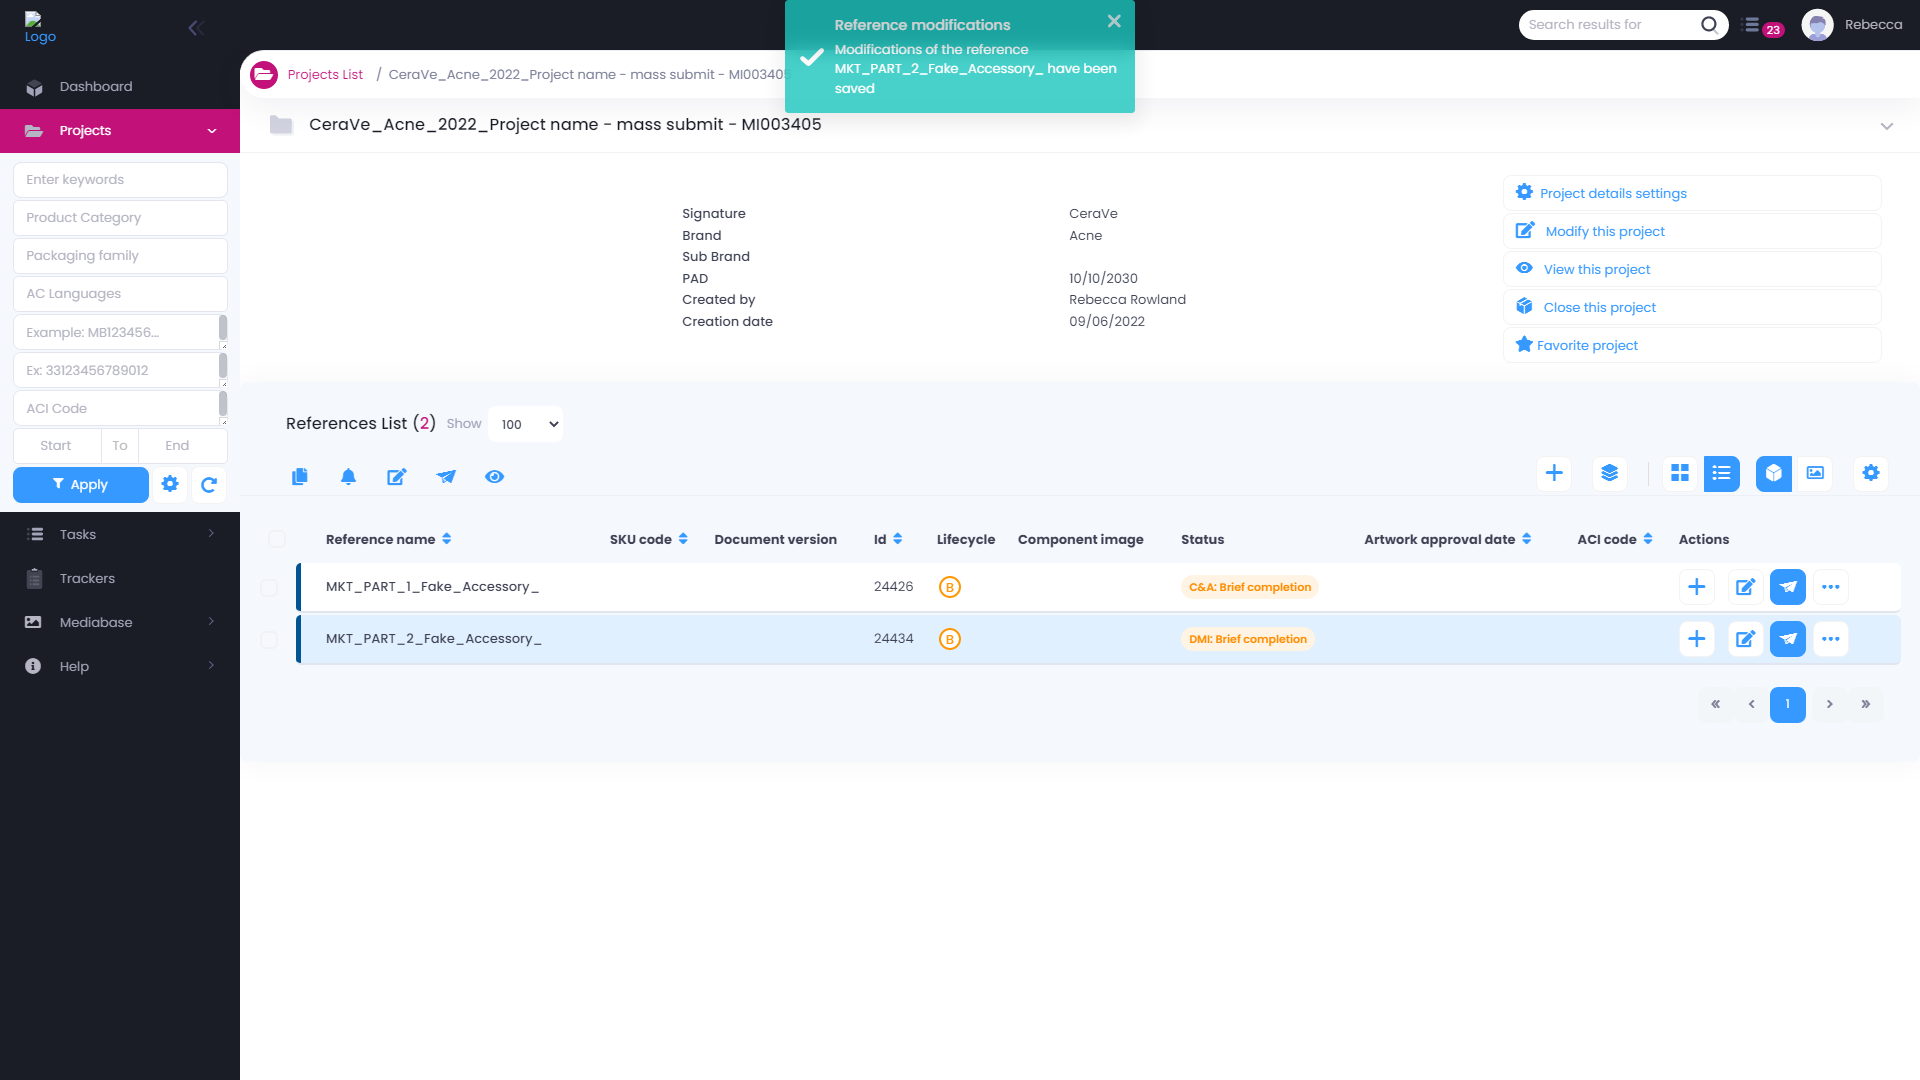 Logo
Dashboard
Projects
Enter keywords
Product Category
Packaging family
AC Languages
Example: MB123456...
Ex: 33123456789012
ACI Code
Start To End
Apply
Tasks
Trackers
Mediabase
Help
Reference modifications
Modifications of the reference
MKT_PART_2_Fake_Accessory_ have been
saved
Search results for
23
Rebecca
Projects List / CeraVe_Acne_2022_Project name - mass submit - MI003405
CeraVe_Acne_2022_Project name - mass submit - MI003405
Signature CeraVe
Brand Acne
Sub Brand
PAD 10/10/2030
Created by Rebecca Rowland
Creation date 09/06/2022
Project details settings
Modify this project
View this project
Close this project
Favorite project
References List (2) Show 100
Reference name SKU code Document version Id Lifecycle Component image Status Artwork approval date ACI code Actions
MKT_PART_1_Fake_Accessory_ 24426 B C&A: Brief completion
MKT_PART_2_Fake_Accessory_ 24434 B DMI: Brief completion
« ‹ 1 › »